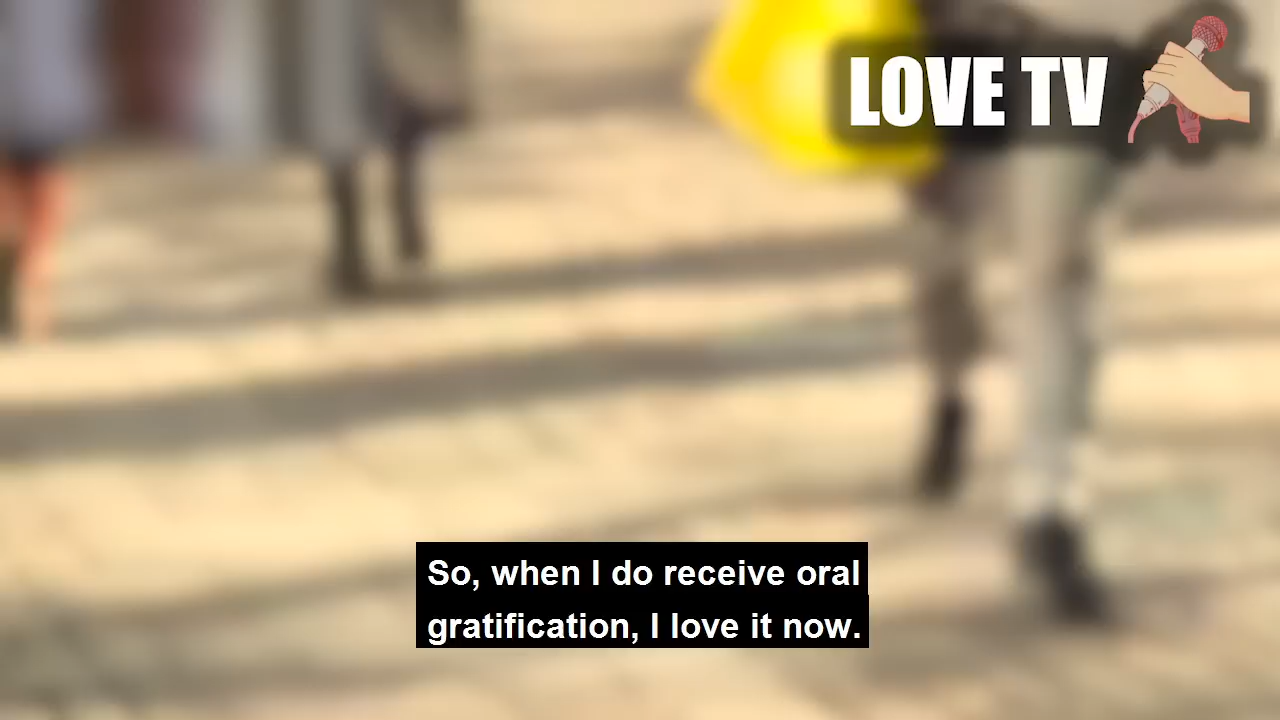 LOVE TV
So, when I do receive oral
gratification, I love it now.